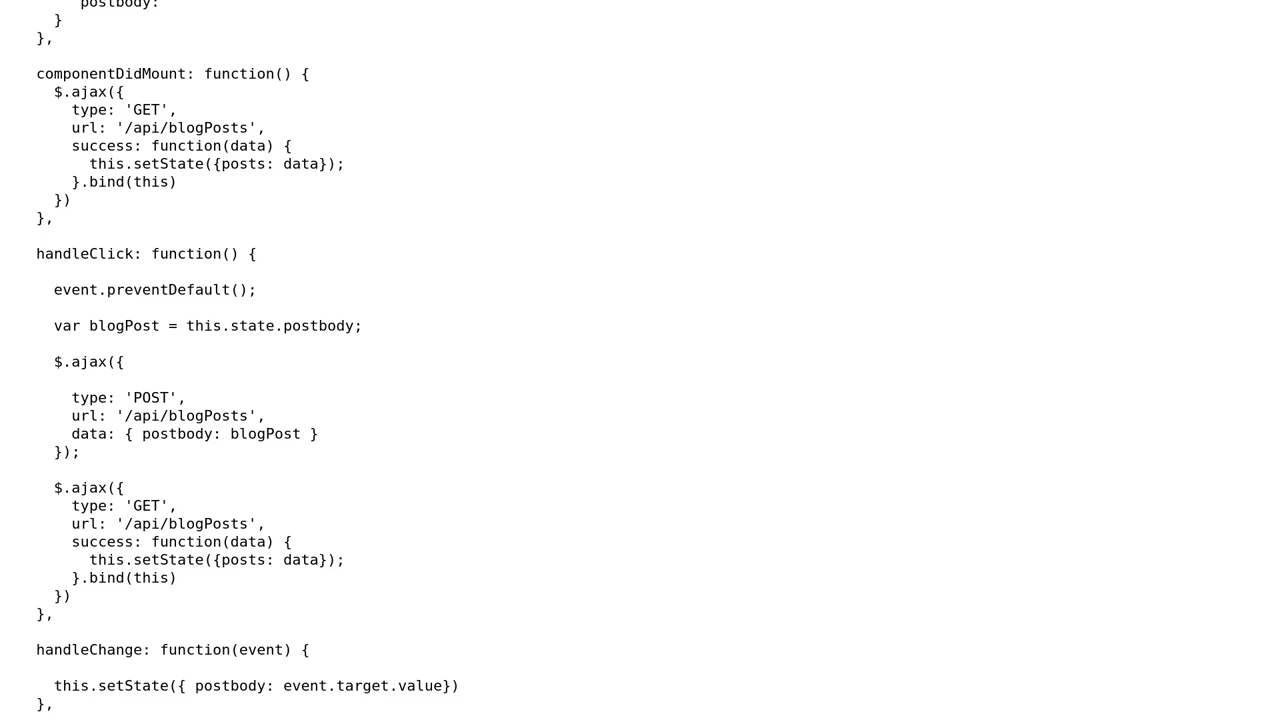 postbody:
}
},
componentDidMount: function() {
$.ajax({
type: 'GET',
url: '/api/blogPosts',
success: function(data) {
this.setState({posts: data});
}.bind(this)
})
},
handleClick: function() {
event.preventDefault();
var blogPost = this.state.postbody;
$.ajax({
type: 'POST',
url: '/api/blogPosts',
data: { postbody: blogPost }
});
$.ajax({
type: 'GET',
url: '/api/blogPosts',
success: function(data) {
this.setState({posts: data});
}.bind(this)
})
},
handleChange: function(event) {
this.setState({ postbody: event.target.value})
},